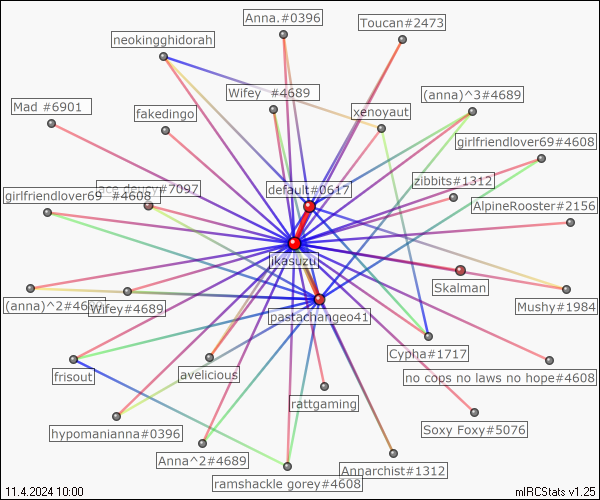 Anna.#0396
Toucan#2473
neokingghidorah
Wifey #4689
(anna)^3#4689
Mad #6901
fakedingo
xenoyaut
girlfriendlover69#4608
zibbits#1312
ace deucy#7097
default#0617
girlfriendlover69 #4608
AlpineRooster#2156
ikasuzu
Skalman
(anna)^2#46
Wifey#4689
Mushy#1984
pastachangeo41
Cypha#1717
frisout
avelicious
no cops no laws no hope#4608
rattgaming
hypomanianna#0396
Soxy Foxy#5076
Anna^2#4689
Annarchist#1312
ramshackle gorey#4608
11.4.2024 10:00
mIRCStats v1.25